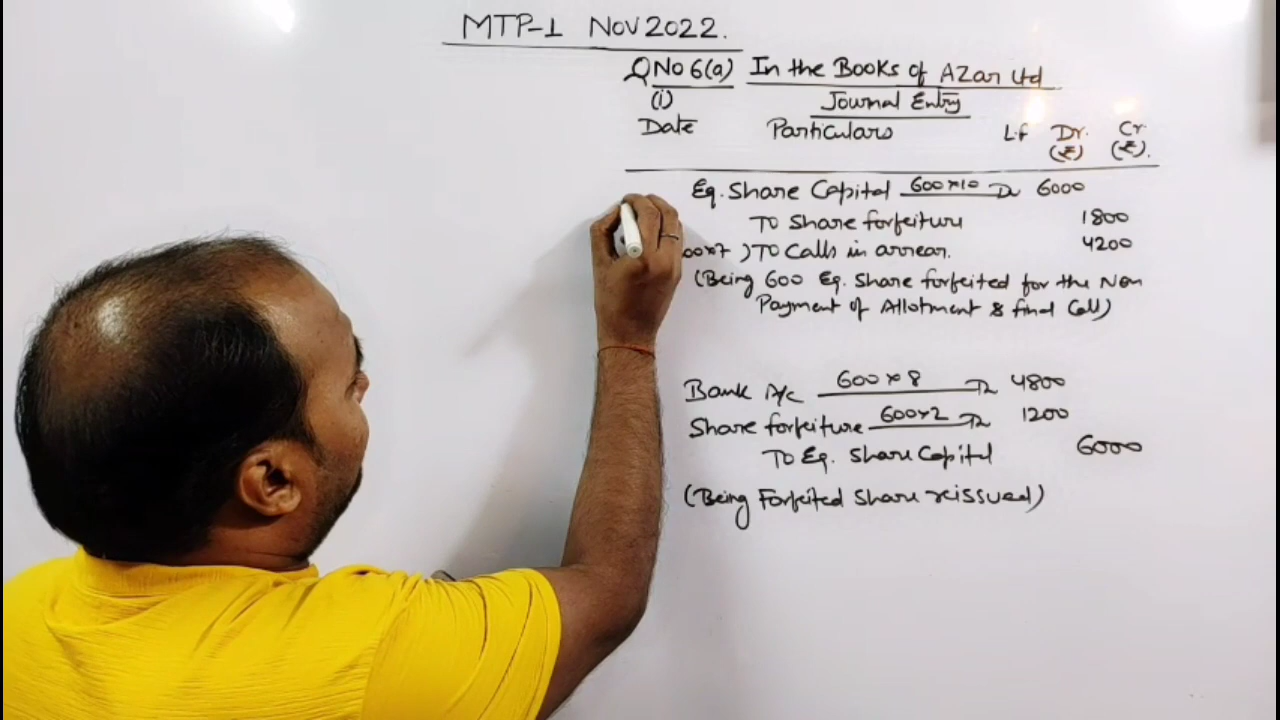 MTP-1 NOV 2022.
QNo 6(a) In the Books of AZar Ltd
(i) Journal Entry
Date Particulars L.f Dr. (₹) Cr. (₹).
Eq. Share Capital 600×10 Dr 6000
To Share forfeiture 1800
00×7 ) To Calls in arrear. 4200
(Being 600 Eq. Share forfeited for the Non
Payment of Allotment & final Call)
Bank A/c 600×8 Dr 4800
Share forfeiture 600×2 Dr 1200
To Eq. Share Capital 6000
(Being Forfeited Share reissued)